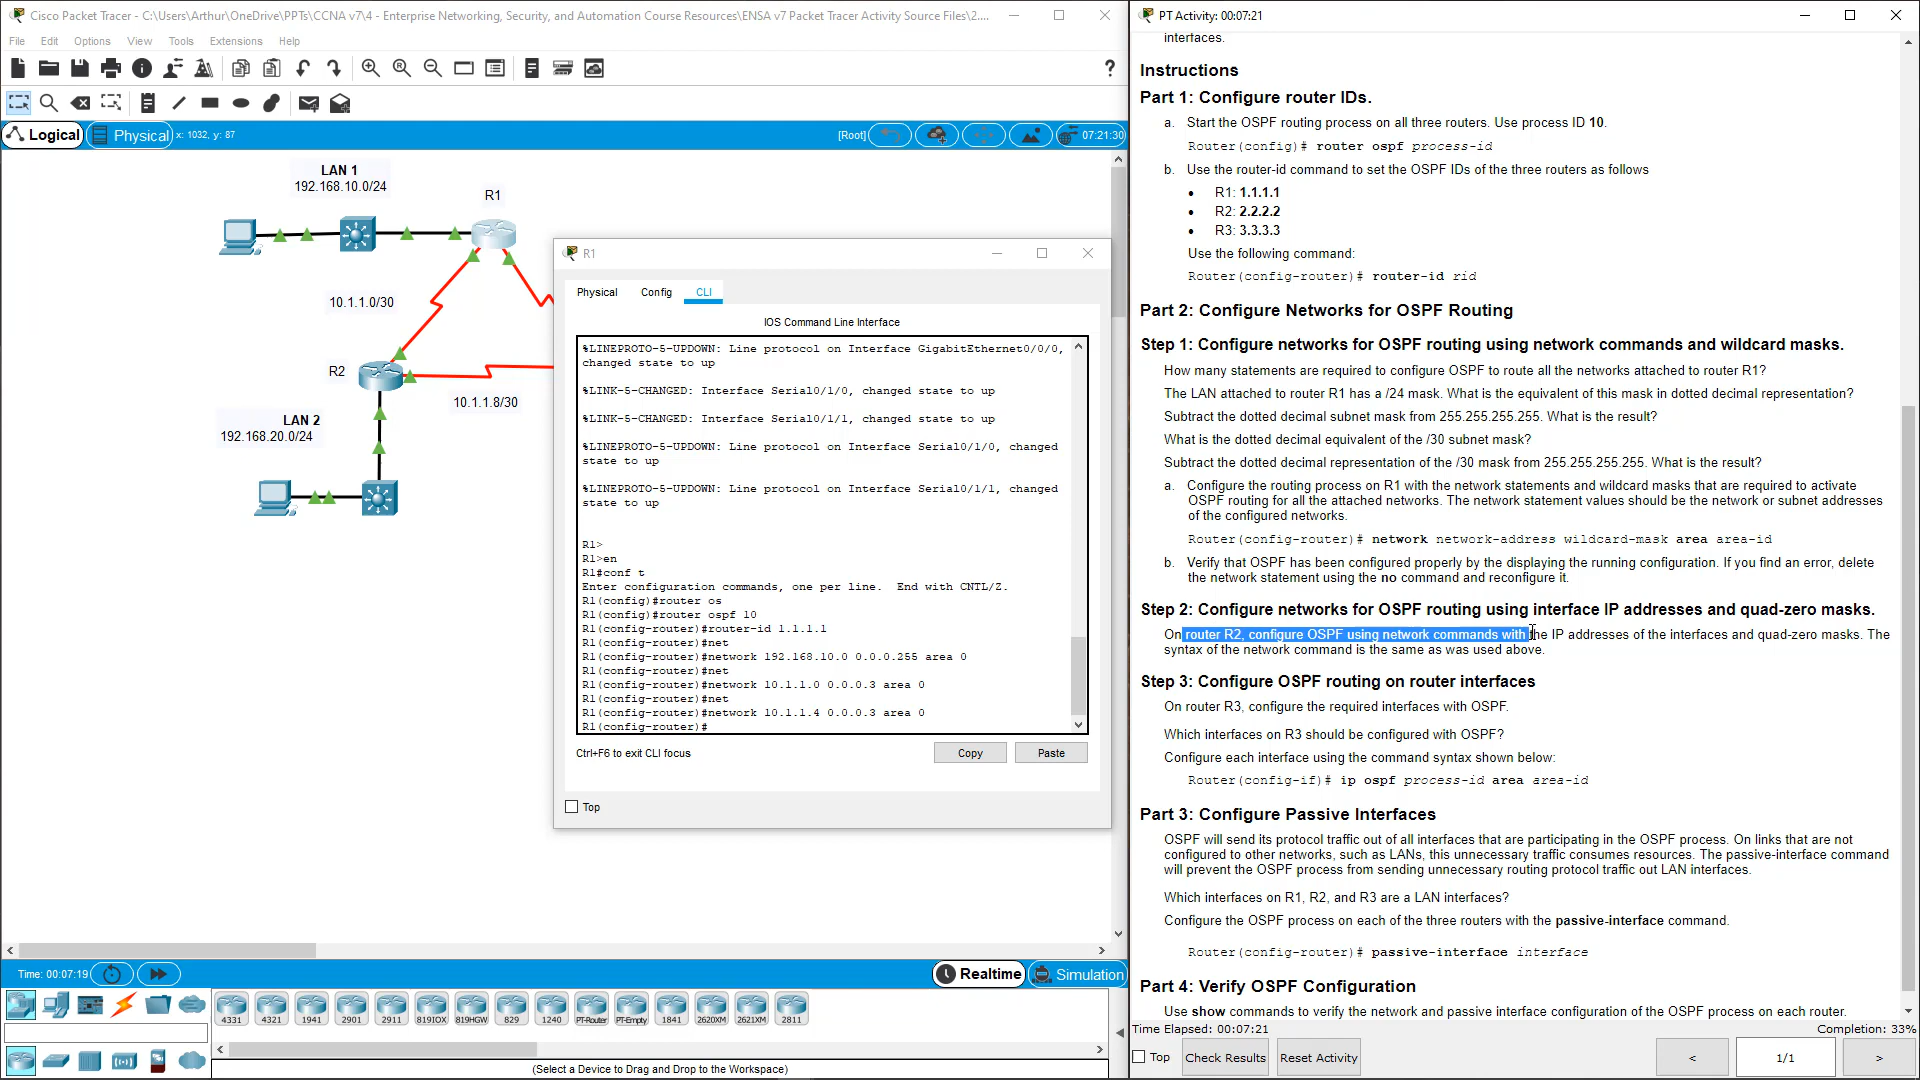 Cisco Packet Tracer - C:\Users\Arthur\OneDrive\PPTs\CCNA v7\4 - Enterprise Networking, Security, and Automation Course Resources\ENSA v7 Packet Tracer Activity Source Files\2....
File Edit Options View Tools Extensions Help
?
Logical Physical x: 1032, y: 87 [Root] 07:21:30
LAN 1
192.168.10.0/24
R1
10.1.1.0/30
R2
10.1.1.8/30
LAN 2
192.168.20.0/24
R1
Physical Config CLI
IOS Command Line Interface
%LINEPROTO-5-UPDOWN: Line protocol on Interface GigabitEthernet0/0/0,
changed state to up
%LINK-5-CHANGED: Interface Serial0/1/0, changed state to up
%LINK-5-CHANGED: Interface Serial0/1/1, changed state to up
%LINEPROTO-5-UPDOWN: Line protocol on Interface Serial0/1/0, changed
state to up
%LINEPROTO-5-UPDOWN: Line protocol on Interface Serial0/1/1, changed
state to up
R1>
R1>en
R1#conf t
Enter configuration commands, one per line. End with CNTL/Z.
R1(config)#router os
R1(config)#router ospf 10
R1(config-router)#router-id 1.1.1.1
R1(config-router)#net
R1(config-router)#network 192.168.10.0 0.0.0.255 area 0
R1(config-router)#net
R1(config-router)#network 10.1.1.0 0.0.0.3 area 0
R1(config-router)#net
R1(config-router)#network 10.1.1.4 0.0.0.3 area 0
R1(config-router)#
Ctrl+F6 to exit CLI focus
Copy Paste
Top
Time: 00:07:19
Realtime Simulation
4331 4321 1941 2901 2911 819IOX 819HGW 829 1240 PT-Router PT-Empty 1841 2620XM 2621XM 2811
(Select a Device to Drag and Drop to the Workspace)
PT Activity: 00:07:21
interfaces.
Instructions
Part 1: Configure router IDs.
a. Start the OSPF routing process on all three routers. Use process ID 10.
Router(config)# router ospf process-id
b. Use the router-id command to set the OSPF IDs of the three routers as follows
• R1: 1.1.1.1
• R2: 2.2.2.2
• R3: 3.3.3.3
Use the following command:
Router(config-router)# router-id rid
Part 2: Configure Networks for OSPF Routing
Step 1: Configure networks for OSPF routing using network commands and wildcard masks.
How many statements are required to configure OSPF to route all the networks attached to router R1?
The LAN attached to router R1 has a /24 mask. What is the equivalent of this mask in dotted decimal representation?
Subtract the dotted decimal subnet mask from 255.255.255.255. What is the result?
What is the dotted decimal equivalent of the /30 subnet mask?
Subtract the dotted decimal representation of the /30 mask from 255.255.255.255. What is the result?
a. Configure the routing process on R1 with the network statements and wildcard masks that are required to activate
OSPF routing for all the attached networks. The network statement values should be the network or subnet addresses
of the configured networks.
Router(config-router)# network network-address wildcard-mask area area-id
b. Verify that OSPF has been configured properly by the displaying the running configuration. If you find an error, delete
the network statement using the no command and reconfigure it.
Step 2: Configure networks for OSPF routing using interface IP addresses and quad-zero masks.
On router R2, configure OSPF using network commands with the IP addresses of the interfaces and quad-zero masks. The
syntax of the network command is the same as was used above.
Step 3: Configure OSPF routing on router interfaces
On router R3, configure the required interfaces with OSPF.
Which interfaces on R3 should be configured with OSPF?
Configure each interface using the command syntax shown below:
Router(config-if)# ip ospf process-id area area-id
Part 3: Configure Passive Interfaces
OSPF will send its protocol traffic out of all interfaces that are participating in the OSPF process. On links that are not
configured to other networks, such as LANs, this unnecessary traffic consumes resources. The passive-interface command
will prevent the OSPF process from sending unnecessary routing protocol traffic out LAN interfaces.
Which interfaces on R1, R2, and R3 are a LAN interfaces?
Configure the OSPF process on each of the three routers with the passive-interface command.
Router(config-router)# passive-interface interface
Part 4: Verify OSPF Configuration
Use show commands to verify the network and passive interface configuration of the OSPF process on each router.
Time Elapsed: 00:07:21 Completion: 33%
Top Check Results Reset Activity < 1/1 >